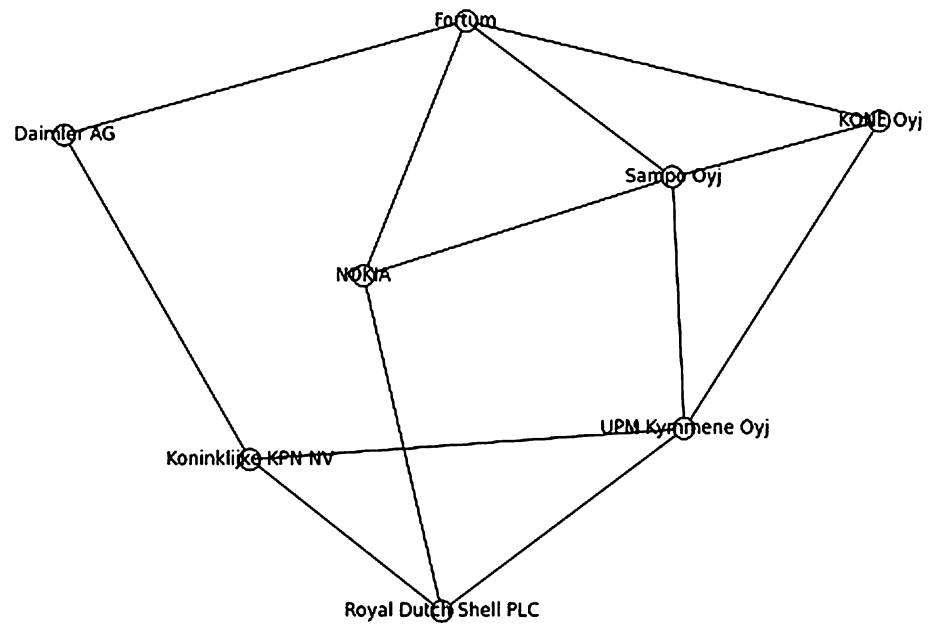 Fortum
Daimler AG
KONE Oyj
Sampo Oyj
NOKIA
UPM Kymmene Oyj
Koninklijke KPN NV
Royal Dutch Shell PLC